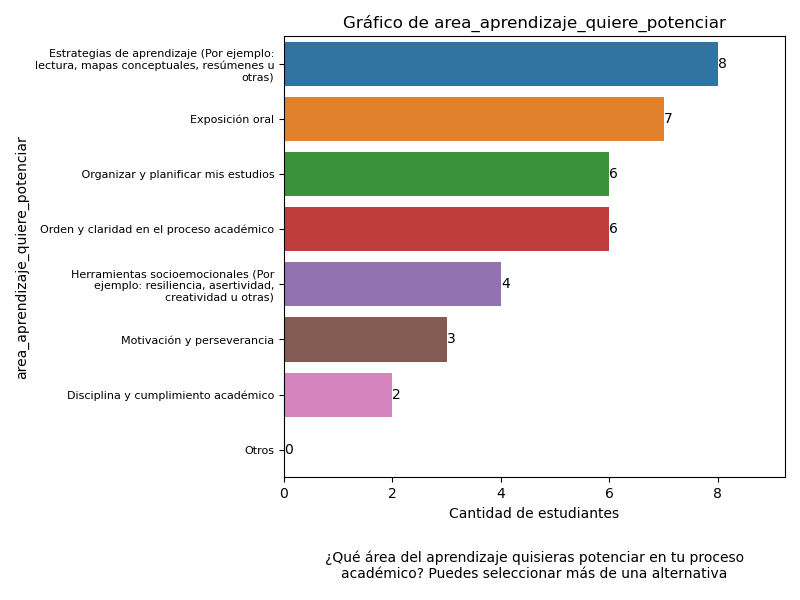 Gráfico de area_aprendizaje_quiere_potenciar
area_aprendizaje_quiere_potenciar
Estrategias de aprendizaje (Por ejemplo:
lectura, mapas conceptuales, resúmenes u
otras)
8
Exposición oral
7
Organizar y planificar mis estudios
6
Orden y claridad en el proceso académico
6
Herramientas socioemocionales (Por
ejemplo: resiliencia, asertividad,
creatividad u otras)
4
Motivación y perseverancia
3
Disciplina y cumplimiento académico
2
Otros
0
0 2 4 6 8
Cantidad de estudiantes
¿Qué área del aprendizaje quisieras potenciar en tu proceso
académico? Puedes seleccionar más de una alternativa